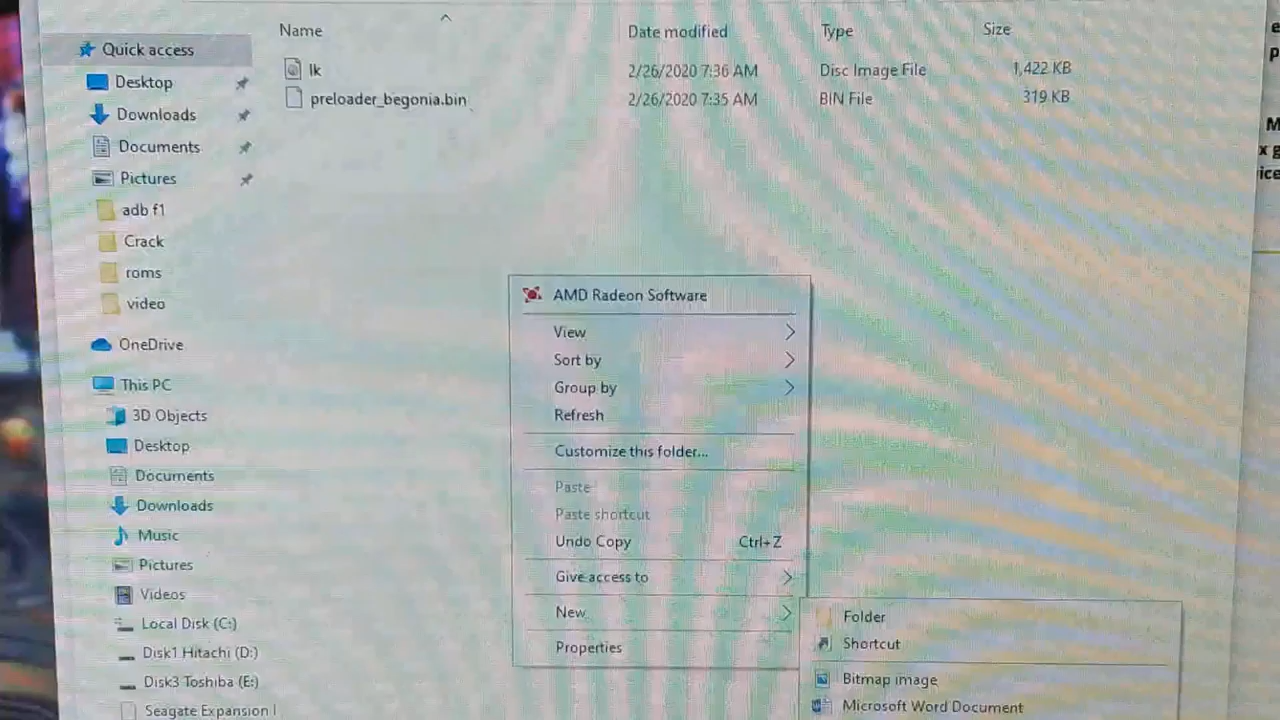 Name Date modified Type Size
Quick access
lk 2/26/2020 7:36 AM Disc Image File 1,422 KB
Desktop
preloader_begonia.bin 2/26/2020 7:35 AM BIN File 319 KB
Downloads
Documents
Pictures
adb f1
Crack
roms
video
OneDrive
This PC
3D Objects
Desktop
Documents
Downloads
Music
Pictures
Videos
Local Disk (C:)
Disk1 Hitachi (D:)
Disk3 Toshiba (E:)
Seagate Expansion
AMD Radeon Software
View
Sort by
Group by
Refresh
Customize this folder...
Paste
Paste shortcut
Undo Copy Ctrl+Z
Give access to
New
Properties
Folder
Shortcut
Bitmap image
Microsoft Word Document